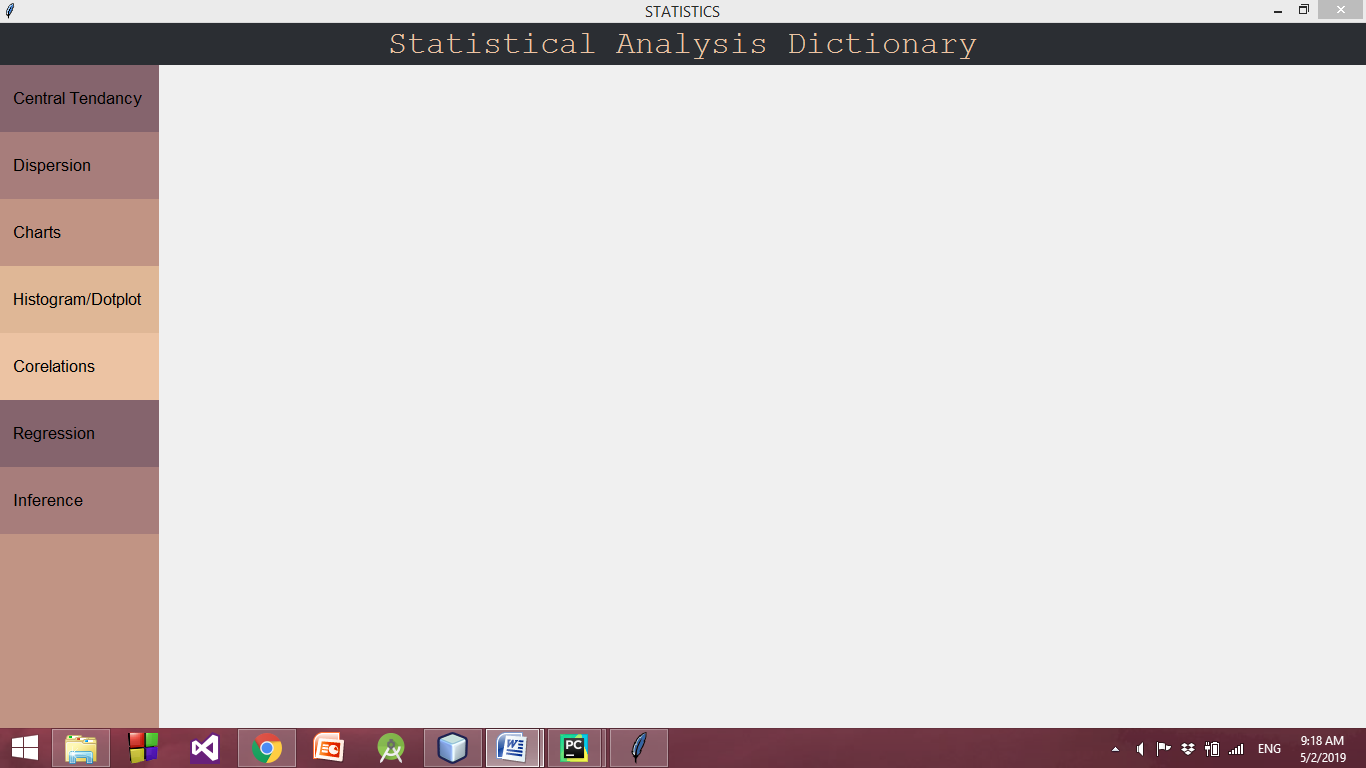 STATISTICS
Statistical Analysis Dictionary
Central Tendancy
Dispersion
Charts
Histogram/Dotplot
Corelations
Regression
Inference
PC
ENG
9:18 AM
5/2/2019